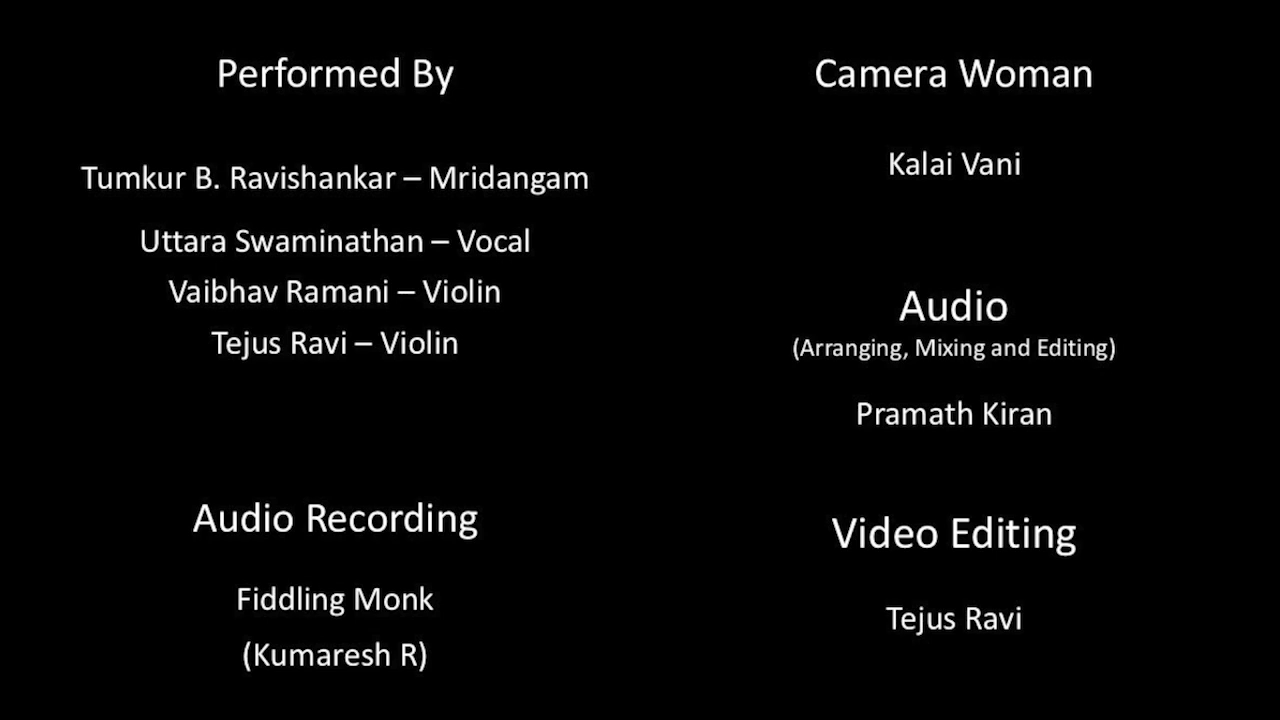 Performed By
Tumkur B. Ravishankar – Mridangam
Uttara Swaminathan – Vocal
Vaibhav Ramani – Violin
Tejus Ravi – Violin
Audio Recording
Fiddling Monk
(Kumaresh R)
Camera Woman
Kalai Vani
Audio
(Arranging, Mixing and Editing)
Pramath Kiran
Video Editing
Tejus Ravi